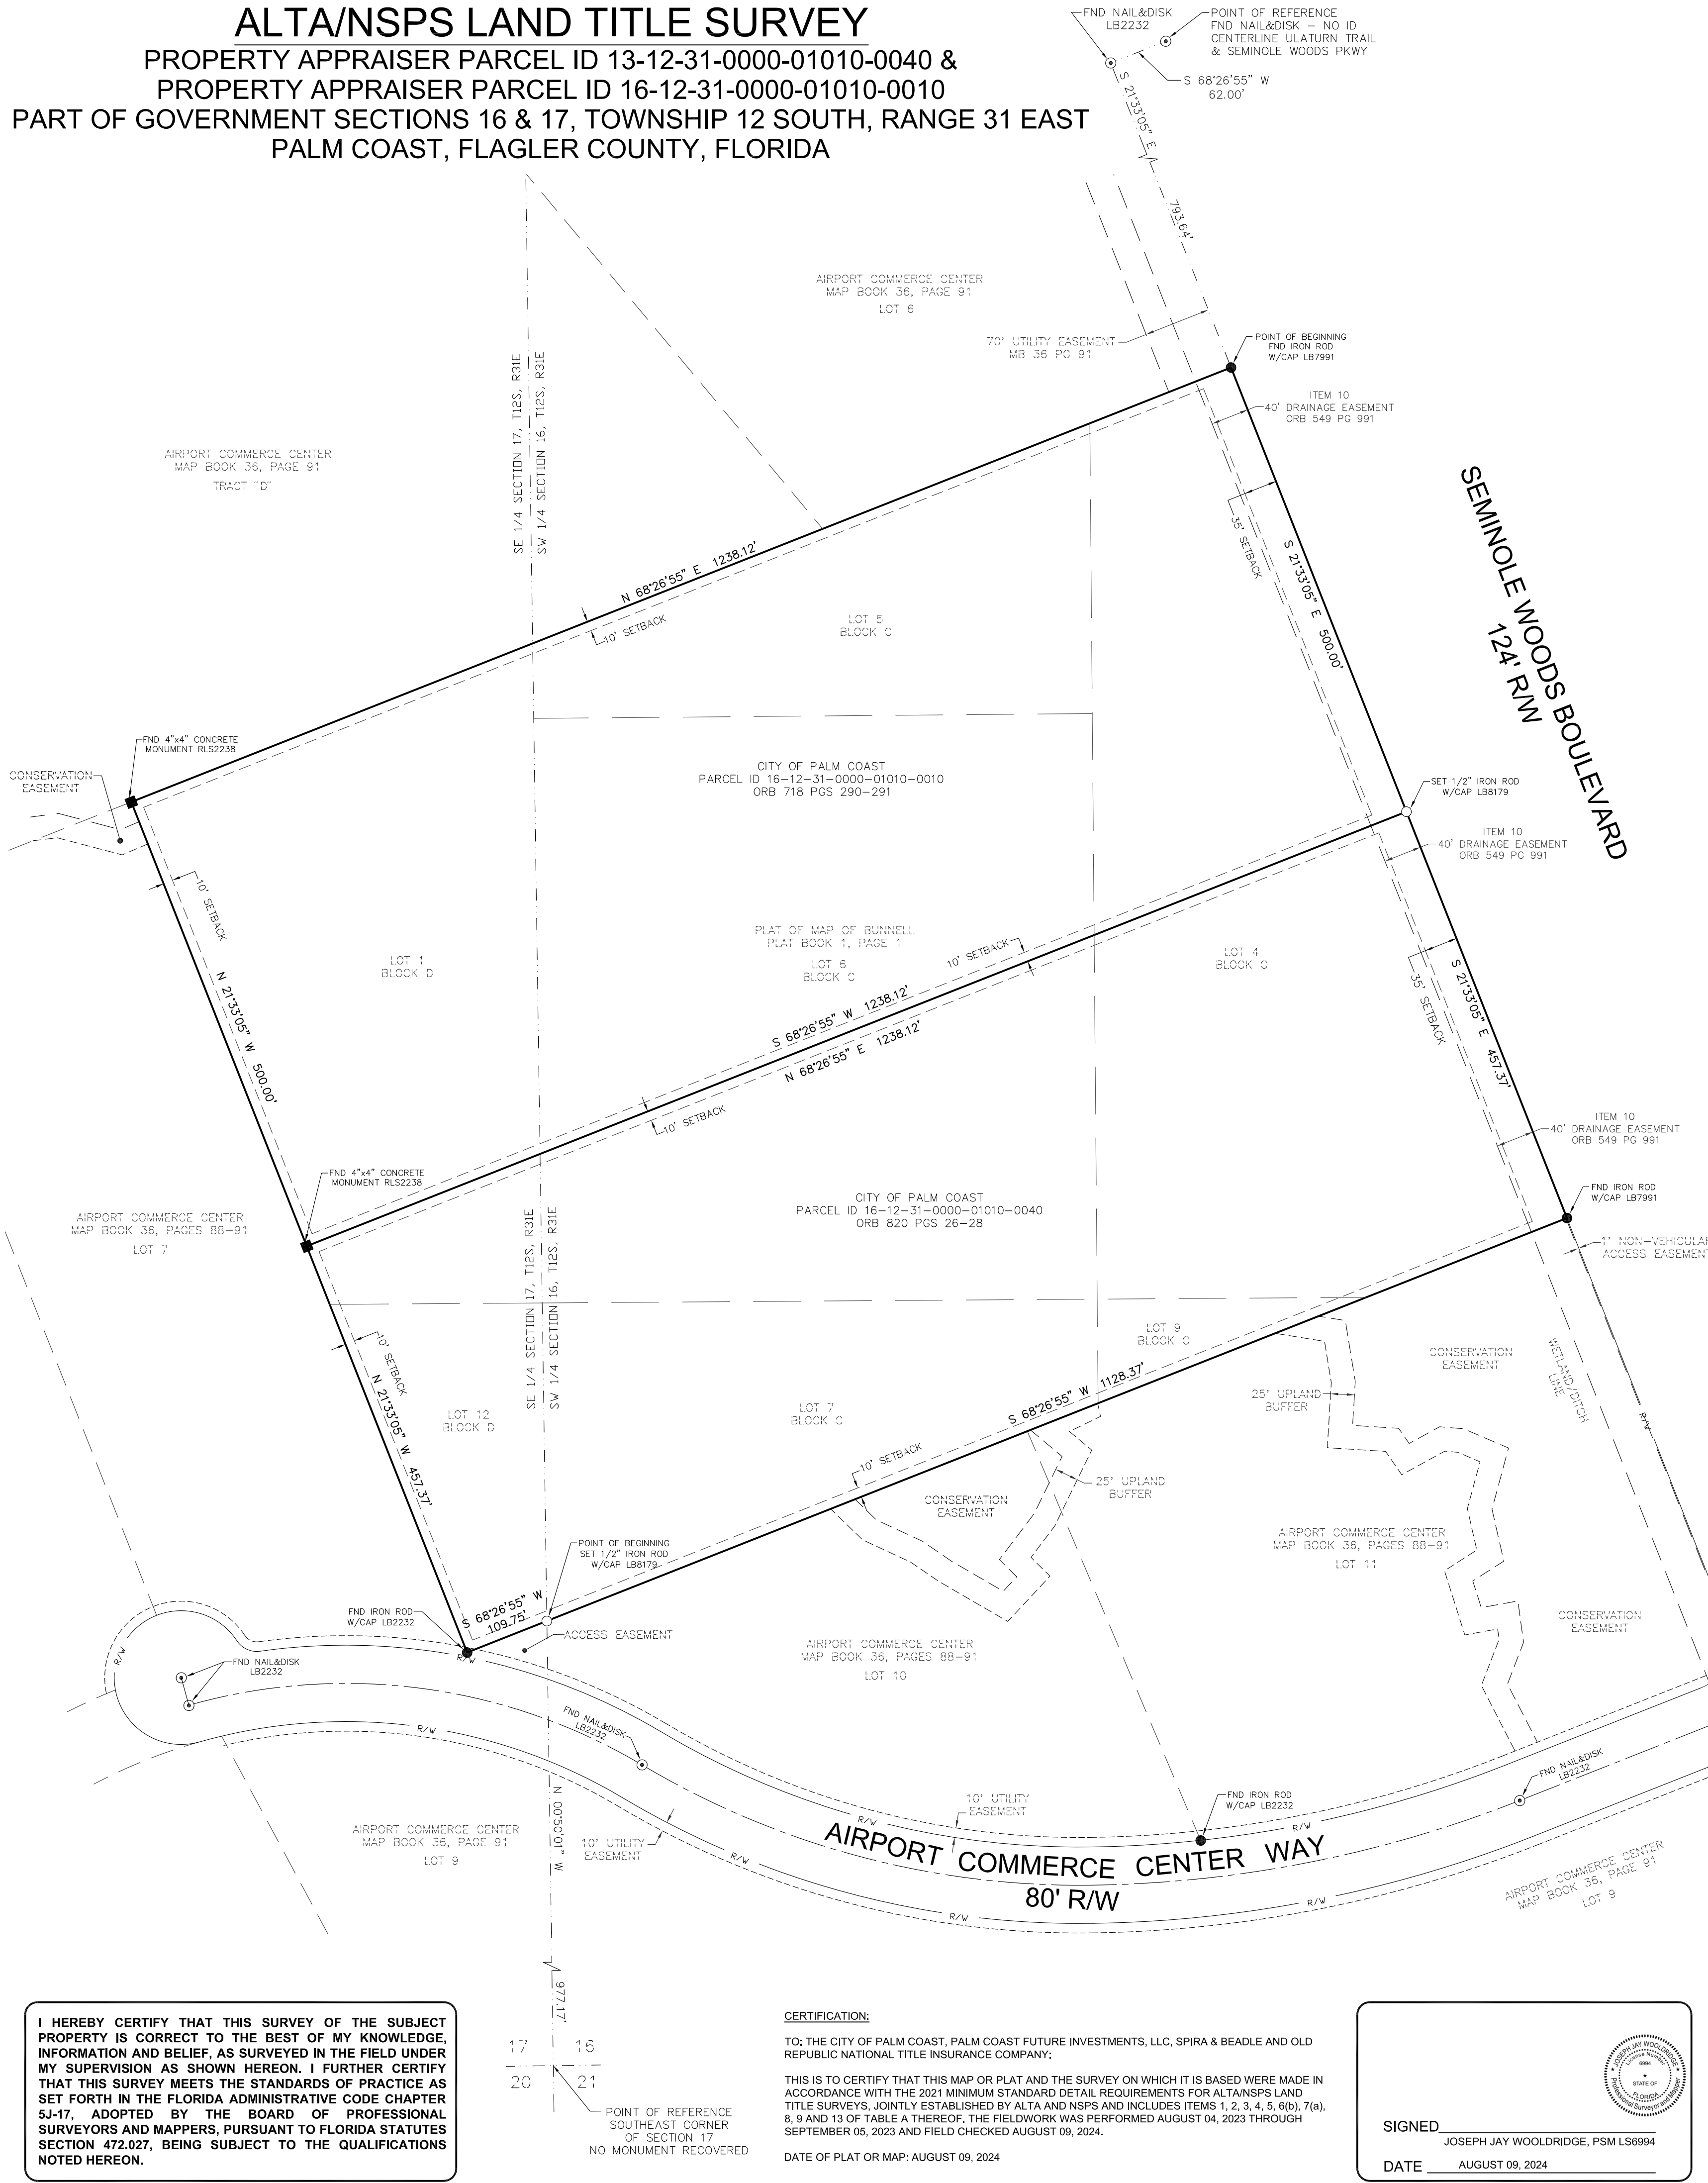 ALTA/NSPS LAND TITLE SURVEY
PROPERTY APPRAISER PARCEL ID 13-12-31-0000-01010-0040 &
PROPERTY APPRAISER PARCEL ID 16-12-31-0000-01010-0010
PART OF GOVERNMENT SECTIONS 16 & 17, TOWNSHIP 12 SOUTH, RANGE 31 EAST
PALM COAST, FLAGLER COUNTY, FLORIDA
FND NAIL&DISK
LB2232
POINT OF REFERENCE
FND NAIL&DISK – NO ID
CENTERLINE ULATURN TRAIL
& SEMINOLE WOODS PKWY
S 68°26'55" W
62.00'
S 21°33'05" E
793.64'
AIRPORT COMMERCE CENTER
MAP BOOK 36, PAGE 91
LOT 6
70' UTILITY EASEMENT
MB 36 PG 91
POINT OF BEGINNING
FND IRON ROD
W/CAP LB7991
ITEM 10
40' DRAINAGE EASEMENT
ORB 549 PG 991
SE 1/4 SECTION 17, T12S, R31E
SW 1/4 SECTION 16, T12S, R31E
AIRPORT COMMERCE CENTER
MAP BOOK 36, PAGE 91
TRACT "D"
35' SETBACK
S 21°33'05" E 500.00'
SEMINOLE WOODS BOULEVARD
124' R/W
N 68°26'55" E 1238.12'
10' SETBACK
LOT 5
BLOCK C
FND 4"x4" CONCRETE
MONUMENT RLS2238
CONSERVATION
EASEMENT
CITY OF PALM COAST
PARCEL ID 16-12-31-0000-01010-0010
ORB 718 PGS 290-291
SET 1/2" IRON ROD
W/CAP LB8179
ITEM 10
40' DRAINAGE EASEMENT
ORB 549 PG 991
10' SETBACK
N 21°33'05" W 500.00'
LOT 1
BLOCK D
PLAT OF MAP OF BUNNELL
PLAT BOOK 1, PAGE 1
LOT 6
BLOCK C
10' SETBACK
LOT 4
BLOCK C
35' SETBACK
S 21°33'05" E 457.37'
S 68°26'55" W 1238.12'
N 68°26'55" E 1238.12'
10' SETBACK
ITEM 10
40' DRAINAGE EASEMENT
ORB 549 PG 991
FND 4"x4" CONCRETE
MONUMENT RLS2238
CITY OF PALM COAST
PARCEL ID 16-12-31-0000-01010-0040
ORB 820 PGS 26-28
FND IRON ROD
W/CAP LB7991
AIRPORT COMMERCE CENTER
MAP BOOK 36, PAGES 88-91
LOT 7
SE 1/4 SECTION 17, T12S, R31E
SW 1/4 SECTION 16, T12S, R31E
1' NON-VEHICULAR
ACCESS EASEMENT
10' SETBACK
N 21°33'05" W 457.37'
LOT 12
BLOCK D
LOT 7
BLOCK C
LOT 9
BLOCK C
S 68°26'55" W 1128.37'
10' SETBACK
25' UPLAND
BUFFER
CONSERVATION
EASEMENT
WETLAND/DITCH
LINE
R/W
CONSERVATION
EASEMENT
25' UPLAND
BUFFER
AIRPORT COMMERCE CENTER
MAP BOOK 36, PAGES 88-91
LOT 11
POINT OF BEGINNING
SET 1/2" IRON ROD
W/CAP LB8179
FND IRON ROD
W/CAP LB2232
S 68°26'55" W
109.75'
ACCESS EASEMENT
R/W
CONSERVATION
EASEMENT
AIRPORT COMMERCE CENTER
MAP BOOK 36, PAGES 88-91
LOT 10
R/W
FND NAIL&DISK
LB2232
R/W
FND NAIL&DISK
LB2232
FND NAIL&DISK
LB2232
N 00°50'01" W
977.17'
10' UTILITY
EASEMENT
FND IRON ROD
W/CAP LB2232
AIRPORT COMMERCE CENTER
MAP BOOK 36, PAGE 91
LOT 9
10' UTILITY
EASEMENT
R/W
R/W
R/W
AIRPORT COMMERCE CENTER WAY
80' R/W
R/W
R/W
AIRPORT COMMERCE CENTER
MAP BOOK 36, PAGE 91
LOT 9
17 16
20 21
POINT OF REFERENCE
SOUTHEAST CORNER
OF SECTION 17
NO MONUMENT RECOVERED
I HEREBY CERTIFY THAT THIS SURVEY OF THE SUBJECT
PROPERTY IS CORRECT TO THE BEST OF MY KNOWLEDGE,
INFORMATION AND BELIEF, AS SURVEYED IN THE FIELD UNDER
MY SUPERVISION AS SHOWN HEREON. I FURTHER CERTIFY
THAT THIS SURVEY MEETS THE STANDARDS OF PRACTICE AS
SET FORTH IN THE FLORIDA ADMINISTRATIVE CODE CHAPTER
5J-17, ADOPTED BY THE BOARD OF PROFESSIONAL
SURVEYORS AND MAPPERS, PURSUANT TO FLORIDA STATUTES
SECTION 472.027, BEING SUBJECT TO THE QUALIFICATIONS
NOTED HEREON.
CERTIFICATION:
TO: THE CITY OF PALM COAST, PALM COAST FUTURE INVESTMENTS, LLC, SPIRA & BEADLE AND OLD
REPUBLIC NATIONAL TITLE INSURANCE COMPANY:
THIS IS TO CERTIFY THAT THIS MAP OR PLAT AND THE SURVEY ON WHICH IT IS BASED WERE MADE IN
ACCORDANCE WITH THE 2021 MINIMUM STANDARD DETAIL REQUIREMENTS FOR ALTA/NSPS LAND
TITLE SURVEYS, JOINTLY ESTABLISHED BY ALTA AND NSPS AND INCLUDES ITEMS 1, 2, 3, 4, 5, 6(b), 7(a),
8, 9 AND 13 OF TABLE A THEREOF. THE FIELDWORK WAS PERFORMED AUGUST 04, 2023 THROUGH
SEPTEMBER 05, 2023 AND FIELD CHECKED AUGUST 09, 2024.
DATE OF PLAT OR MAP: AUGUST 09, 2024
JOSEPH JAY WOOLDRIDGE
License Number
6994
STATE OF
FLORIDA
Professional Surveyor and Mapper
SIGNED
JOSEPH JAY WOOLDRIDGE, PSM LS6994
DATE AUGUST 09, 2024